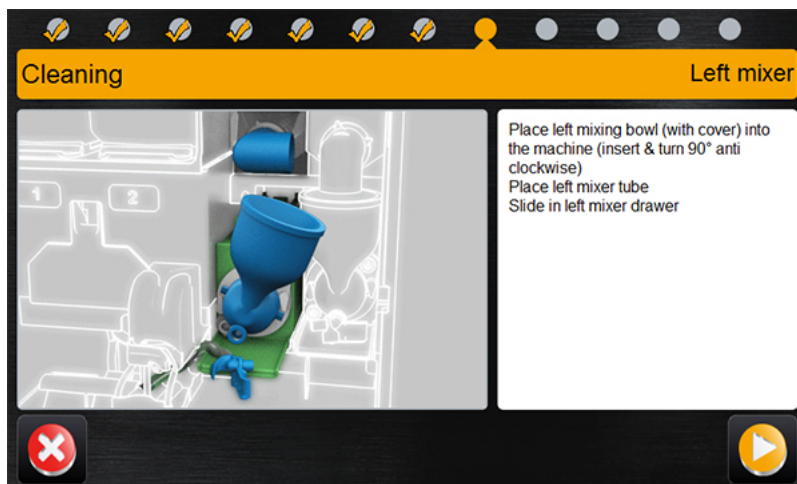 Cleaning
Left mixer
1
2
Place left mixing bowl (with cover) into
the machine (insert & turn 90° anti
clockwise)
Place left mixer tube
Slide in left mixer drawer